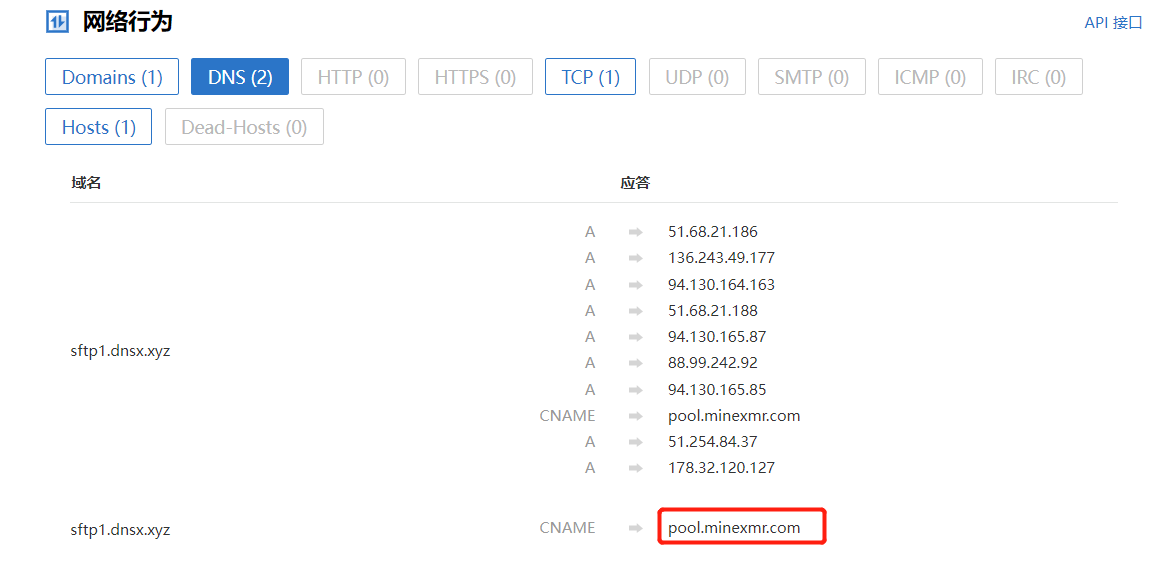 网络行为
API 接口
Domains (1) DNS (2) HTTP (0) HTTPS (0) TCP (1) UDP (0) SMTP (0) ICMP (0) IRC (0)
Hosts (1) Dead-Hosts (0)
域名 应答
A 51.68.21.186
A 136.243.49.177
A 94.130.164.163
A 51.68.21.188
A 94.130.165.87
sftp1.dnsx.xyz
A 88.99.242.92
A 94.130.165.85
CNAME pool.minexmr.com
A 51.254.84.37
A 178.32.120.127
sftp1.dnsx.xyz CNAME pool.minexmr.com